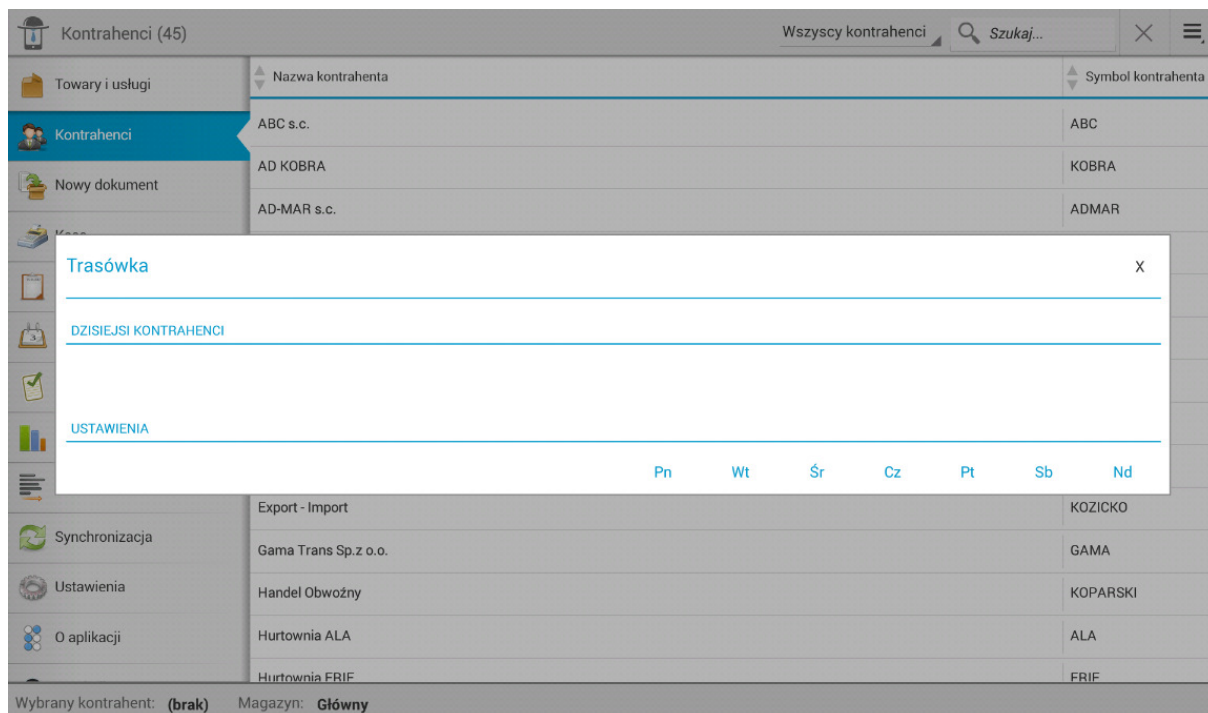 Kontrahenci (45)
Wszyscy kontrahenci
Szukaj...
Towary i usługi
Kontrahenci
Nowy dokument
Synchronizacja
Ustawienia
O aplikacji
Nazwa kontrahenta Symbol kontrahenta
ABC s.c. ABC
AD KOBRA KOBRA
AD-MAR s.c. ADMAR
Trasówka X
DZISIEJSI KONTRAHENCI
USTAWIENIA
Pn Wt Śr Cz Pt Sb Nd
Export - Import KOZICKO
Gama Trans Sp.z o.o. GAMA
Handel Obwoźny KOPARSKI
Hurtownia ALA ALA
Hurtownia
Wybrany kontrahent: (brak) Magazyn: Główny